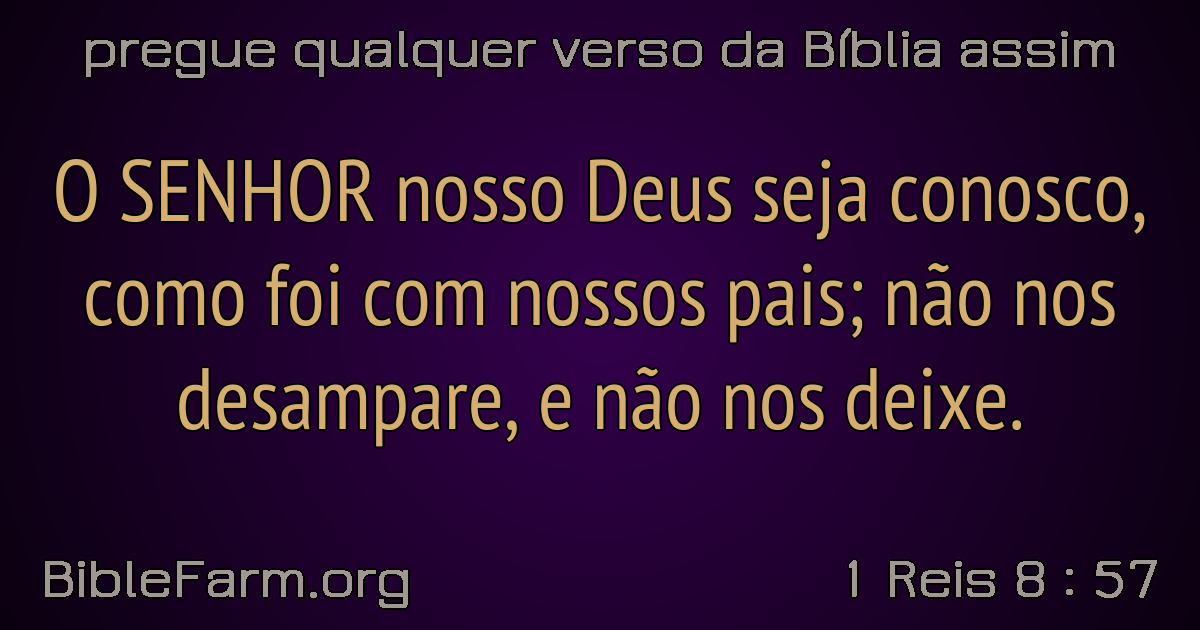 pregue qualquer verso da Bíblia assim
O SENHOR nosso Deus seja conosco,
como foi com nossos pais; não nos
desampare, e não nos deixe.
BibleFarm.org
1 Reis 8 : 57